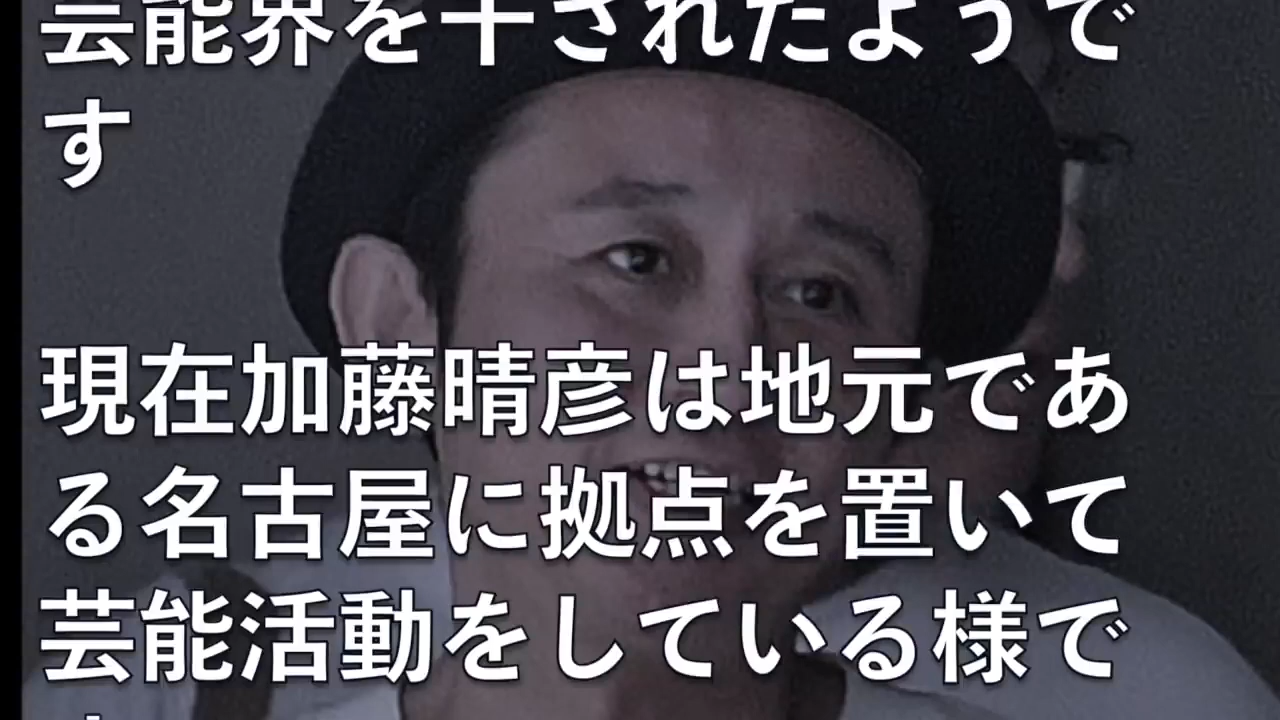 芸能界を干されたようで
す
現在加藤晴彦は地元であ
る名古屋に拠点を置いて
芸能活動をしている様で